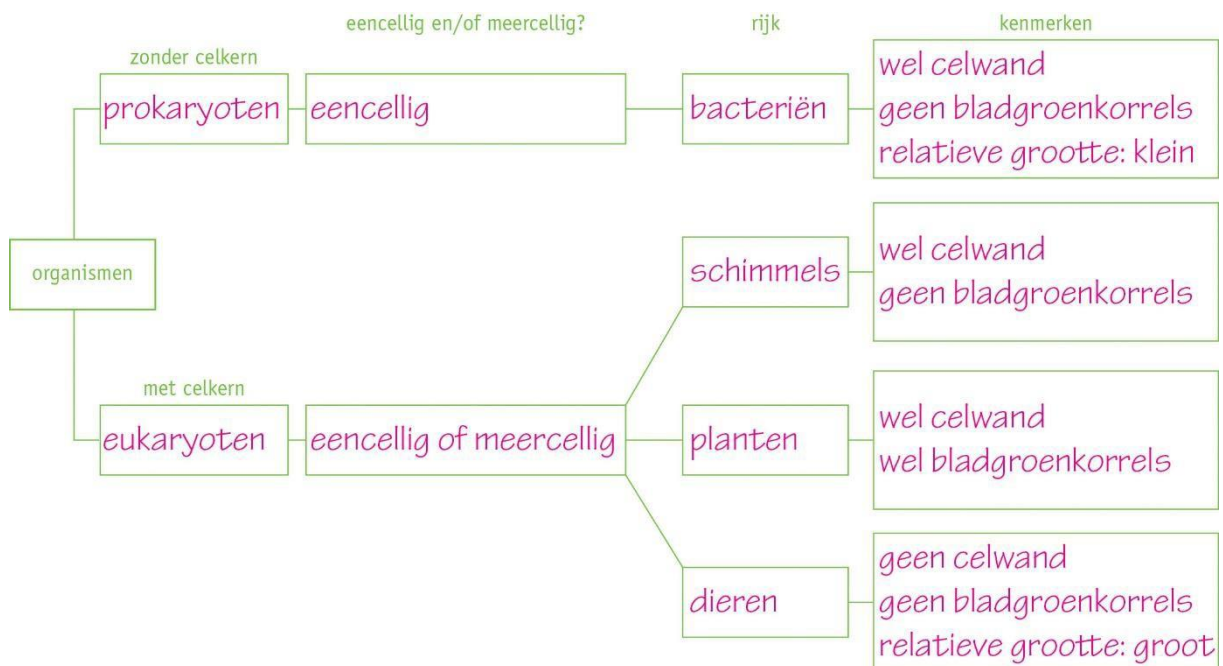 eencellig en/of meercellig?
rijk
kenmerken
zonder celkern
prokaryoten
eencellig
bacteriën
wel celwand
geen bladgroenkorrels
relatieve grootte: klein
organismen
schimmels
wel celwand
geen bladgroenkorrels
met celkern
eukaryoten
eencellig of meercellig
planten
wel celwand
wel bladgroenkorrels
dieren
geen celwand
geen bladgroenkorrels
relatieve grootte: groot